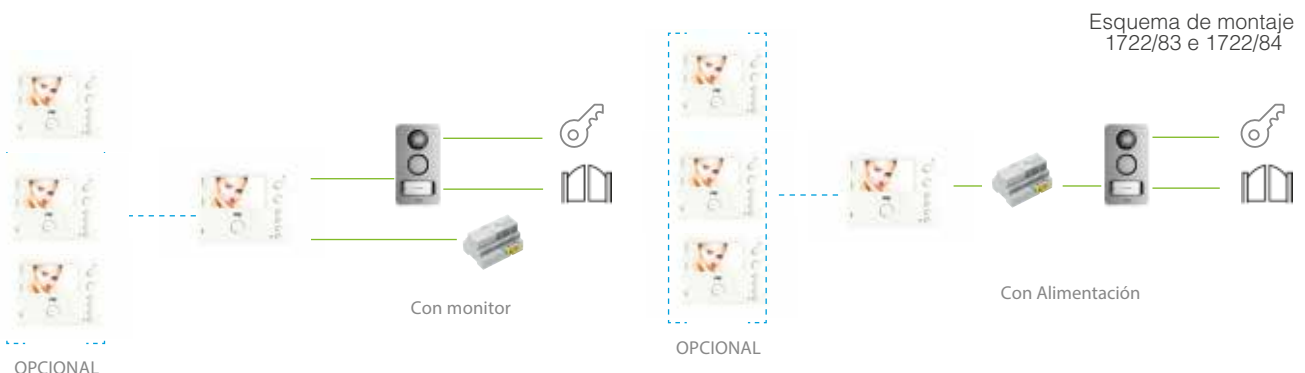 Esquema de montaje
1722/83 e 1722/84
Con monitor
OPCIONAL
Con Alimentación
OPCIONAL